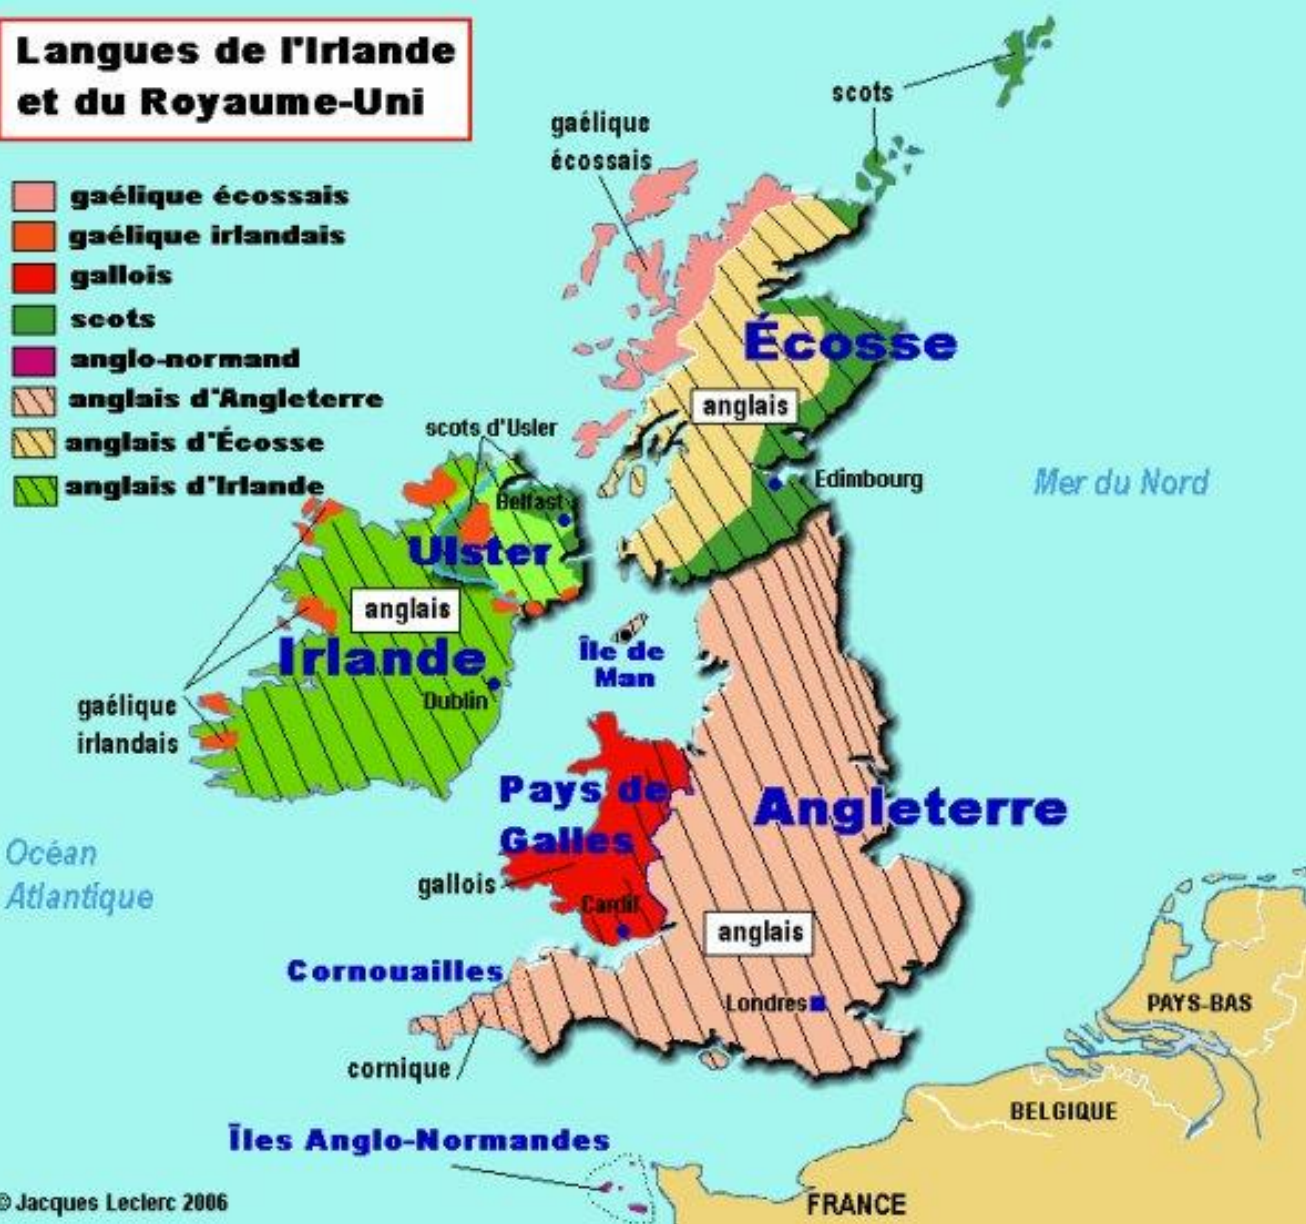 Langues de l'Irlande
et du Royaume-Uni
gaélique écossais
gaélique irlandais
gallois
scots
anglo-normand
anglais d'Angleterre
anglais d'Écosse
anglais d'Irlande
scots
gaélique
écossais
Écosse
anglais
scots d'Usler
Edimbourg
Mer du Nord
Belfast
Ulster
anglais
Irlande
Île de
Man
Dublin
gaélique
irlandais
Pays de
Galles
Angleterre
Océan
Atlantique
gallois
Cardif
anglais
Cornouailles
Londres
PAYS-BAS
cornique
BELGIQUE
Îles Anglo-Normandes
© Jacques Leclerc 2006
FRANCE